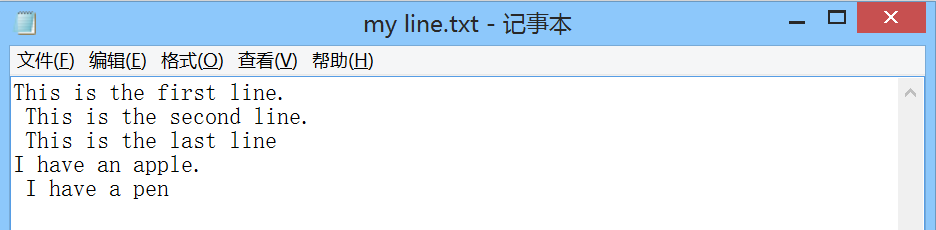 my line.txt - 记事本
文件(F) 编辑(E) 格式(O) 查看(V) 帮助(H)
This is the first line.
 This is the second line.
 This is the last line
I have an apple.
 I have a pen